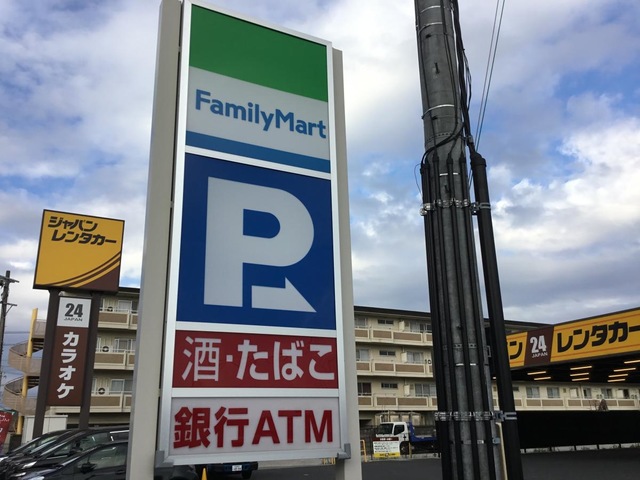 FamilyMart
P
酒・たばこ
銀行ATM
ジャパン
レンタカー
24
JAPAN
カラオケ
ン
24
JAPAN
レンタカー